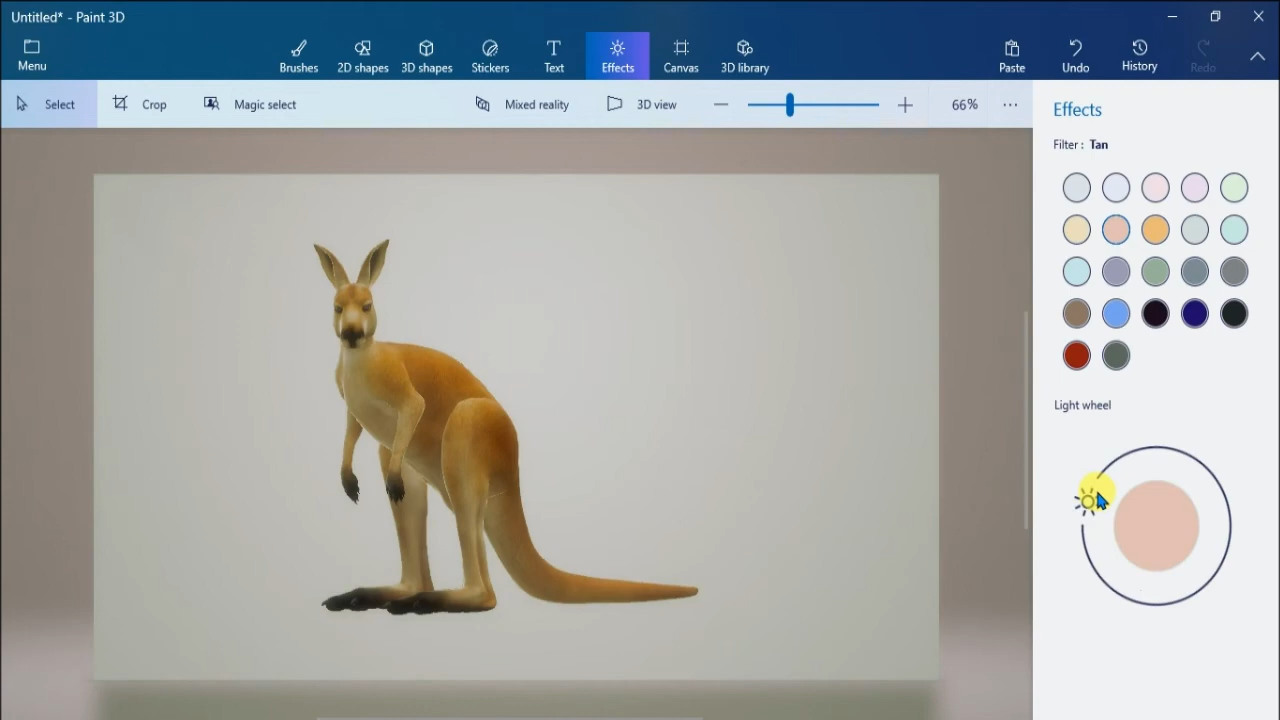 Untitled* - Paint 3D
Menu
Brushes
2D shapes
3D shapes
Stickers
Text
Effects
Canvas
3D library
Paste
Undo
History
Redo
Select
Crop
Magic select
Mixed reality
3D view
66%
Effects
Filter : Tan
Light wheel